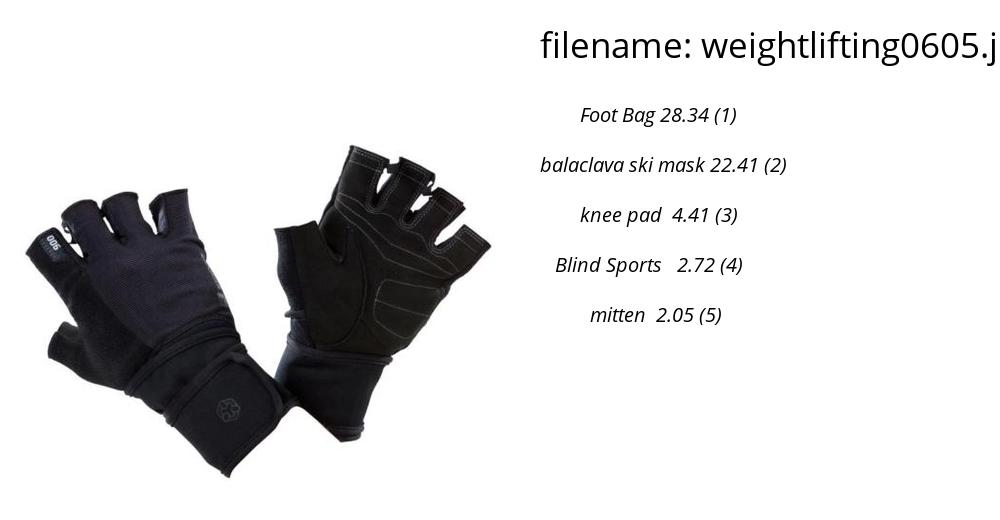 filename: weightlifting0605.j
Foot Bag 28.34 (1)
balaclava ski mask 22.41 (2)
knee pad 4.41 (3)
Blind Sports 2.72 (4)
mitten 2.05 (5)
900